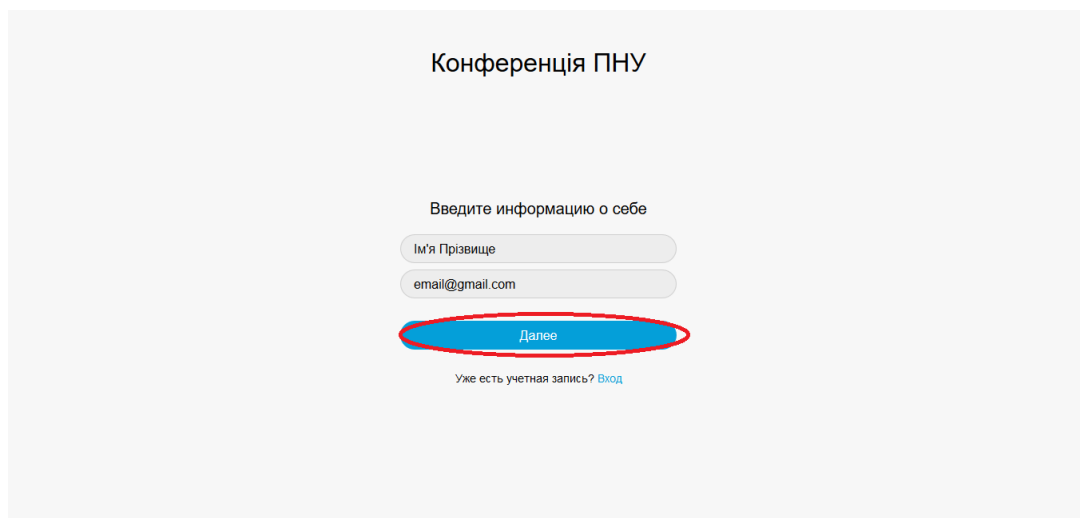 Конференція ПНУ
Введите информацию о себе
Ім'я Прізвище
email@gmail.com
Далее
Уже есть учетная запись? Вход